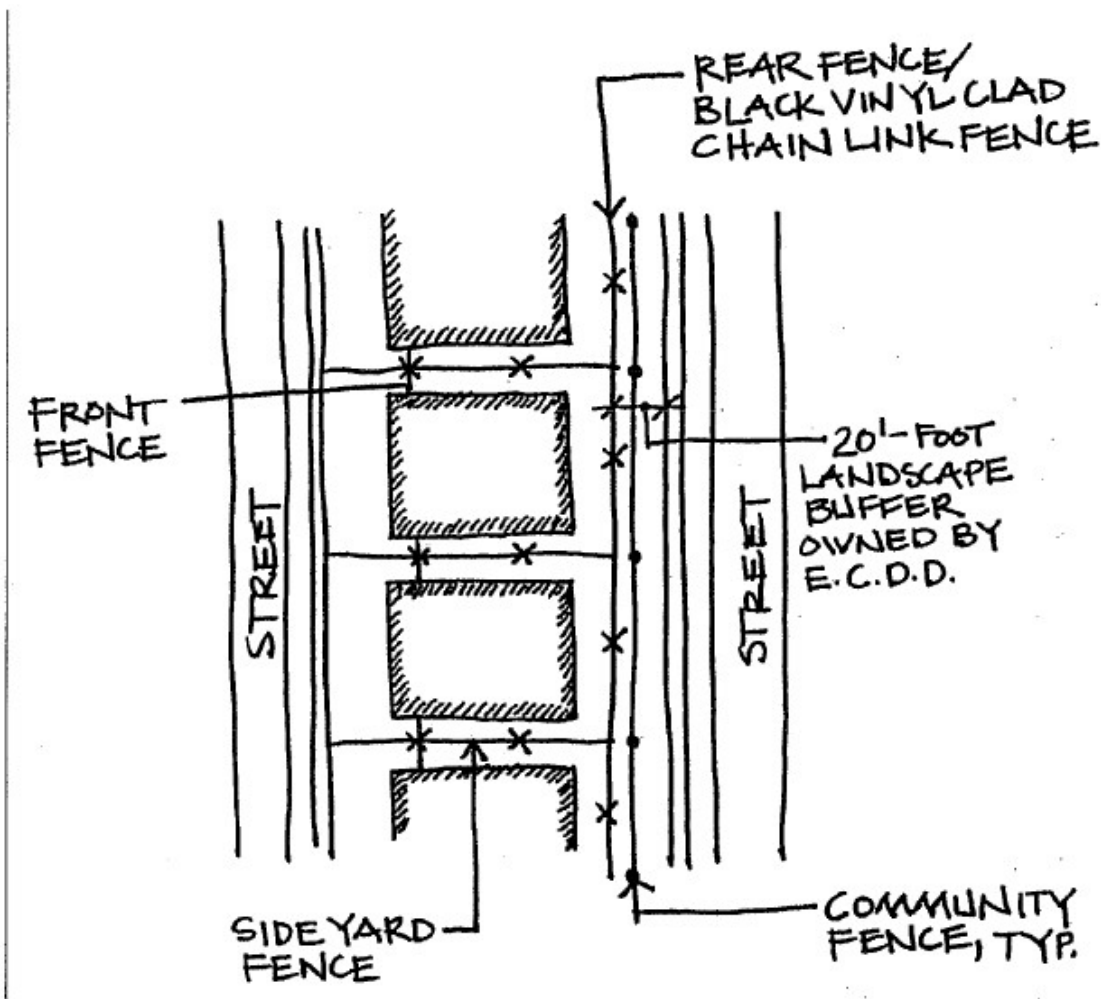 REAR FENCE/
BLACK VINYL CLAD
CHAIN LINK FENCE
FRONT
FENCE
20'-FOOT
LANDSCAPE
BUFFER
OWNED BY
E.C.D.D.
STREET
STREET
SIDE YARD
FENCE
COMMUNITY
FENCE, TYP.